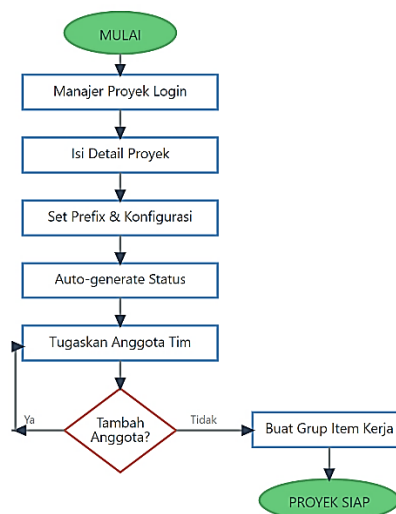 MULAI
Manajer Proyek Login
Isi Detail Proyek
Set Prefix & Konfigurasi
Auto-generate Status
Tugaskan Anggota Tim
Ya
Tambah
Anggota?
Tidak
Buat Grup Item Kerja
PROYEK SIAP